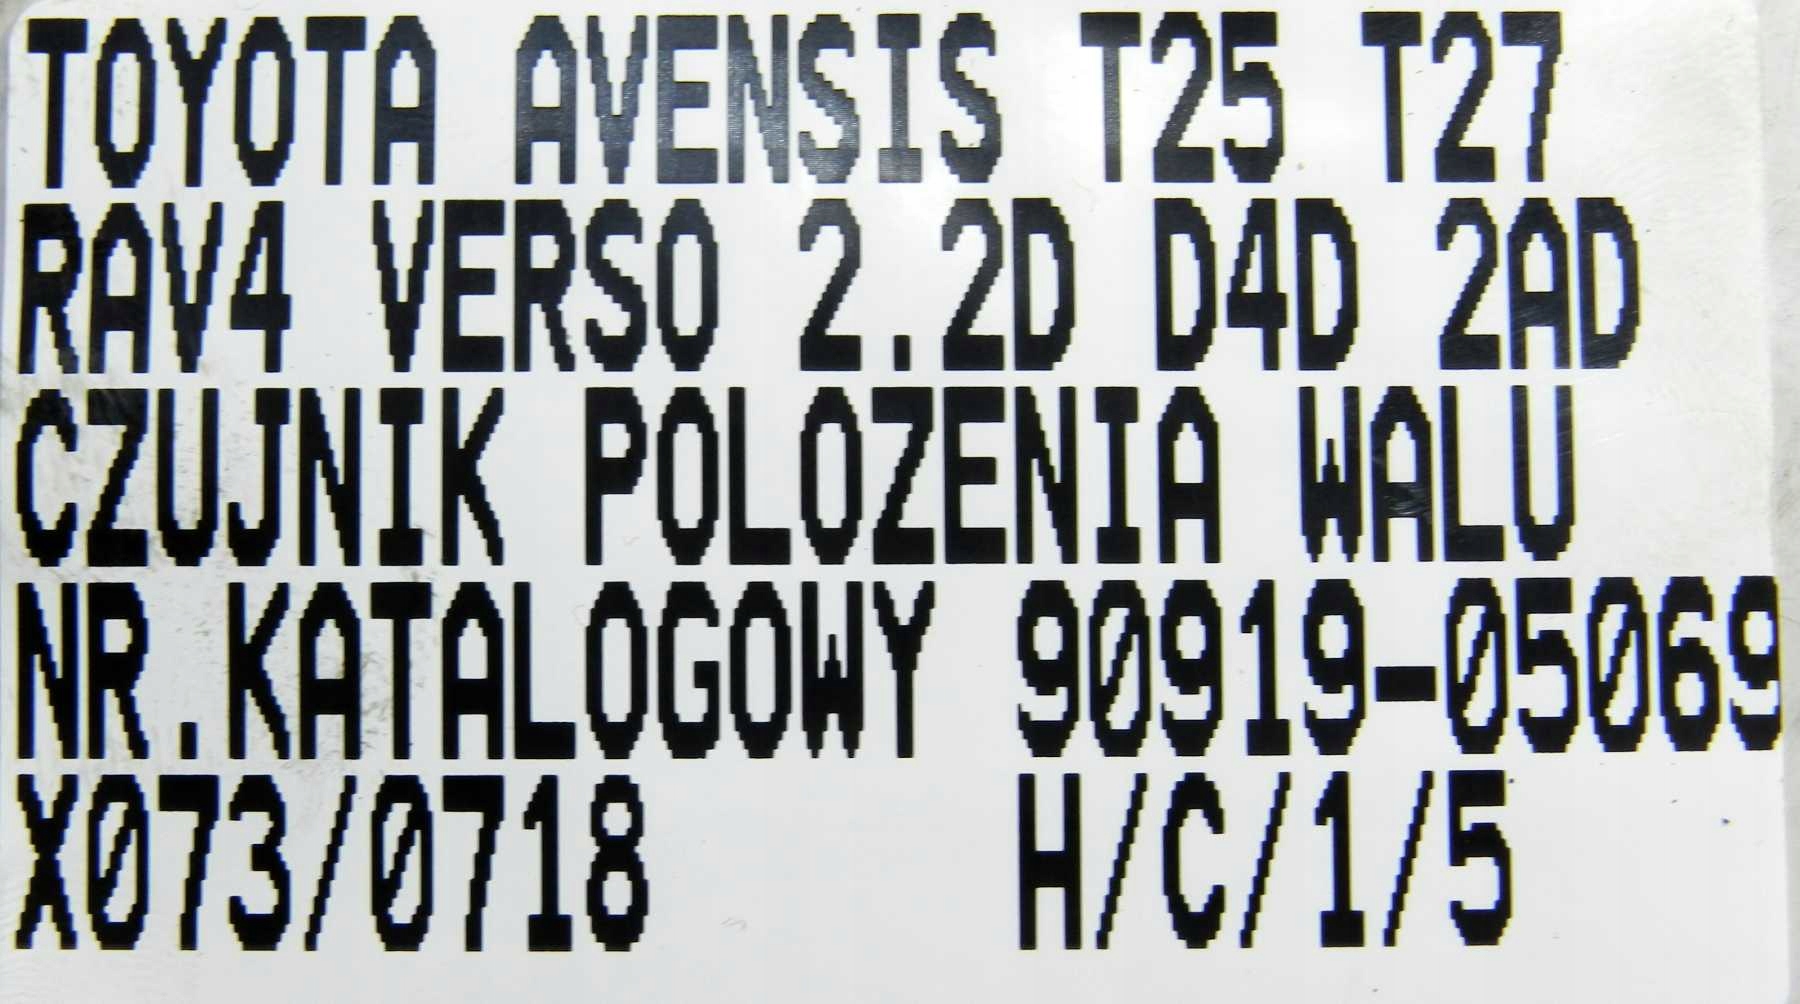 TOYOTA AVENSIS T25 T27
RAV4 VERSO 2.2D D4D 2AD
CZUJNIK POLOZENIA WALU
NR.KATALOGOWY 90919-05069
X073/0718 H/C/1/5